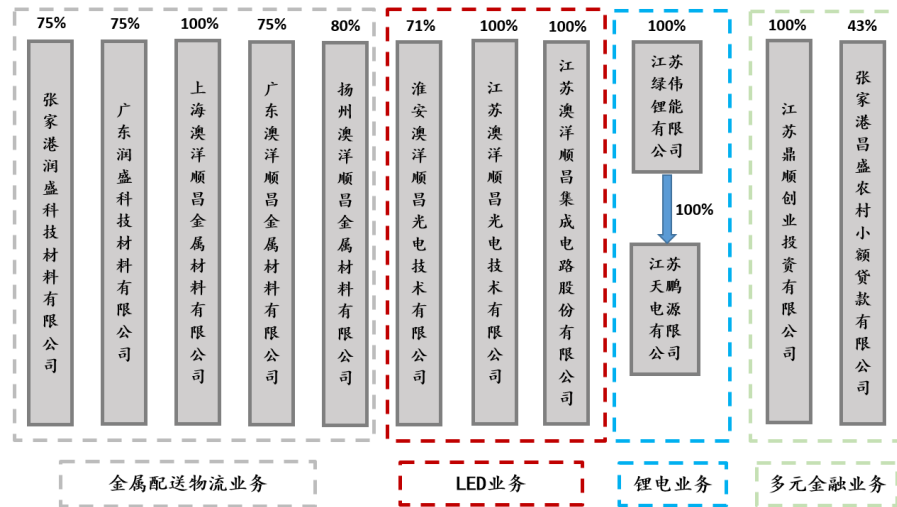 75%
75%
100%
75%
80%
71%
100%
100%
100%
100%
43%
张家港润盛科技材料有限公司
广东润盛科技材料有限公司
上海澳洋顺昌金属材料有限公司
广东澳洋顺昌金属材料有限公司
扬州澳洋顺昌金属材料有限公司
淮安澳洋顺昌光电技术有限公司
江苏澳洋顺昌光电技术有限公司
江苏澳洋顺昌集成电路股份有限公司
江苏
绿伟
锂能
有限
公司
100%
江苏
天鹏
电源
有限
公司
江苏鼎顺创业投资有限公司
张家港昌盛农村小额贷款有限公司
金属配送物流业务
LED业务
锂电业务
多元金融业务